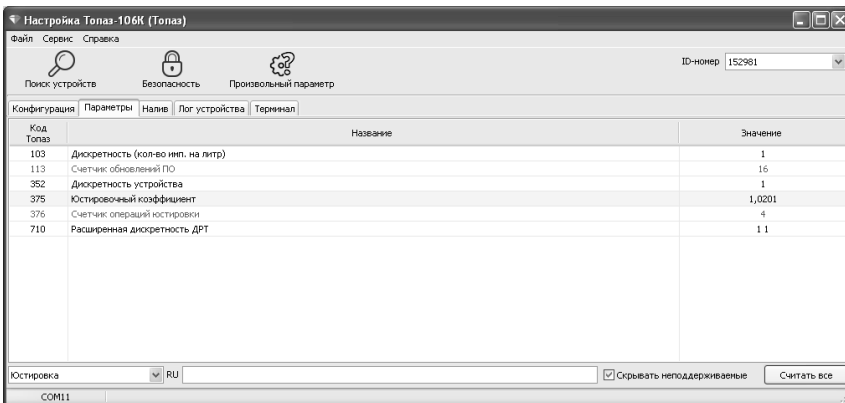 Настройка Топаз-106К (Топаз)
Файл Сервис Справка
Поиск устройств Безопасность Произвольный параметр ID-номер 152981
Конфигурация Параметры Налив Лог устройства Терминал
Код Топаз Название Значение
103 Дискретность (кол-во имп. на литр) 1
113 Счетчик обновлений ПО 16
352 Дискретность устройства 1
375 Юстировочный коэффициент 1,0201
376 Счетчик операций юстировки 4
710 Расширенная дискретность ДРТ 1 1
Юстировка RU Скрывать неподдерживаемые Считать все
COM11